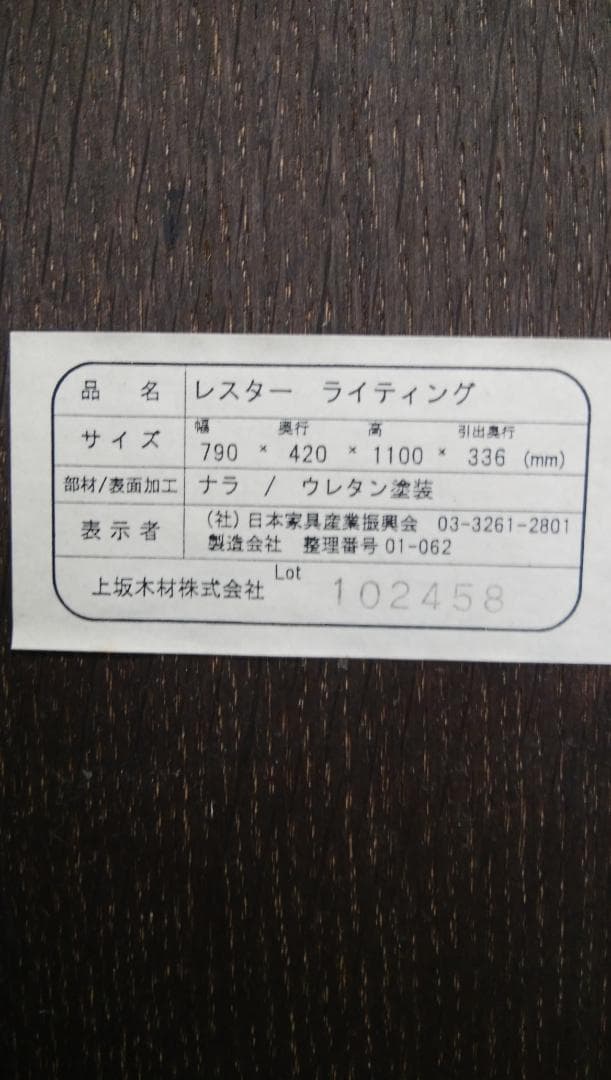 品 名 レスター ライティング
幅 奥行 高 引出奥行
サイズ 790 × 420 × 1100 × 336 (mm)
部材/表面加工 ナラ / ウレタン塗装
表示者 (社)日本家具産業振興会 03-3261-2801
製造会社 整理番号01-062
上坂木材株式会社 Lot 102458